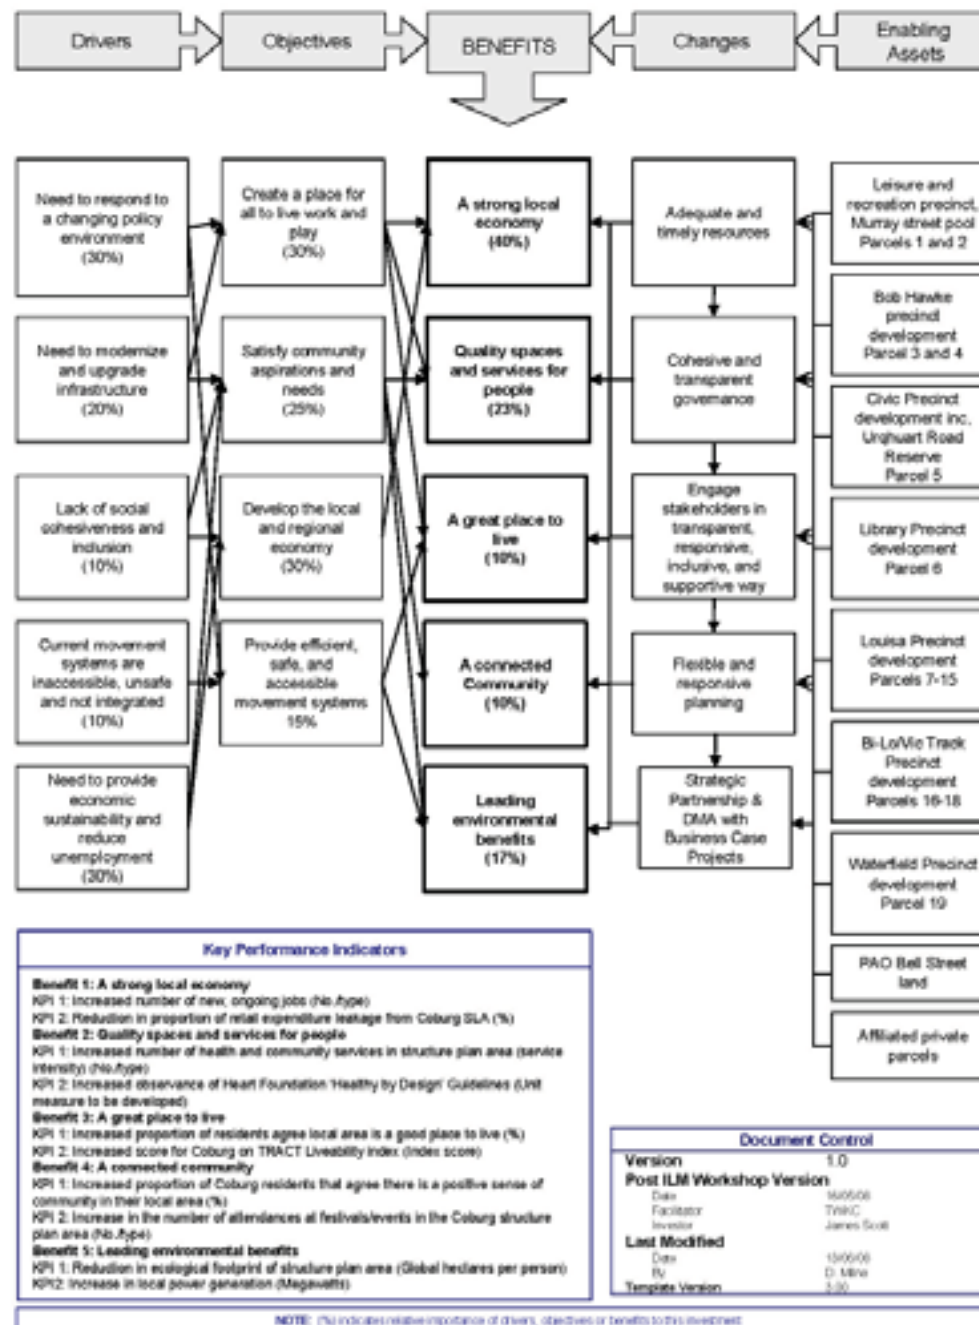 Drivers
Objectives
BENEFITS
Changes
Enabling
Assets
Need to respond to
a changing policy
environment
(30%)
Need to modernize
and upgrade
infrastructure
(20%)
Lack of social
cohesiveness and
inclusion
(10%)
Current movement
systems are
inaccessible, unsafe
and not integrated
(10%)
Need to provide
economic
sustainability and
reduce
unemployment
(30%)
Create a place for
all to live work and
play
(30%)
Satisfy community
aspirations and
needs
(25%)
Develop the local
and regional
economy
(30%)
Provide efficient,
safe, and
accessible
movement systems
15%
A strong local
economy
(40%)
Quality spaces
and services for
people
(23%)
A great place to
live
(10%)
A connected
Community
(10%)
Leading
environmental
benefits
(17%)
Adequate and
timely resources
Cohesive and
transparent
governance
Engage
stakeholders in
transparent,
responsive,
inclusive, and
supportive way
Flexible and
responsive
planning
Strategic
Partnership &
DMA with
Business Case
Projects
Leisure and
recreation precinct,
Murray street pool
Parcels 1 and 2
Bob Hawke
precinct
development
Parcel 3 and 4
Civic Precinct
development inc.
Urqhuart Road
Reserve
Parcel 5
Library Precinct
development
Parcel 6
Louisa Precinct
development
Parcels 7-15
Bi-Lo/Vic Track
Precinct
development
Parcels 16-18
Waterfield Precinct
development
Parcel 19
PAO Bell Street
land
Affiliated private
parcels
Key Performance Indicators
Benefit 1: A strong local economy
KPI 1: Increased number of new, ongoing jobs (No./type)
KPI 2: Reduction in proportion of retail expenditure leakage from Coburg SLA (%)
Benefit 2: Quality spaces and services for people
KPI 1: Increased number of health and community services in structure plan area (service
intensity) (No./type)
KPI 2: Increased observance of Heart Foundation 'Healthy by Design' Guidelines (Unit
measure to be developed)
Benefit 3: A great place to live
KPI 1: Increased proportion of residents agree local area is a good place to live (%)
KPI 2: Increased score for Coburg on TRACT Liveability index (Index score)
Benefit 4: A connected community
KPI 1: Increased proportion of Coburg residents that agree there is a positive sense of
community in their local area (%)
KPI 2: Increase in the number of attendances at festivals/events in the Coburg structure
plan area (No./type)
Benefit 5: Leading environmental benefits
KPI 1: Reduction in ecological footprint of structure plan area (Global hectares per person)
KPI2: Increase in local power generation (Megawatts)
Document Control
Version 1.0
Post ILM Workshop Version
Date
Facilitator
Investor James Scott
Last Modified
Date
By D. Milne
Template Version
NOTE: (%) indicates relative importance of drivers, objectives or benefits to this investment